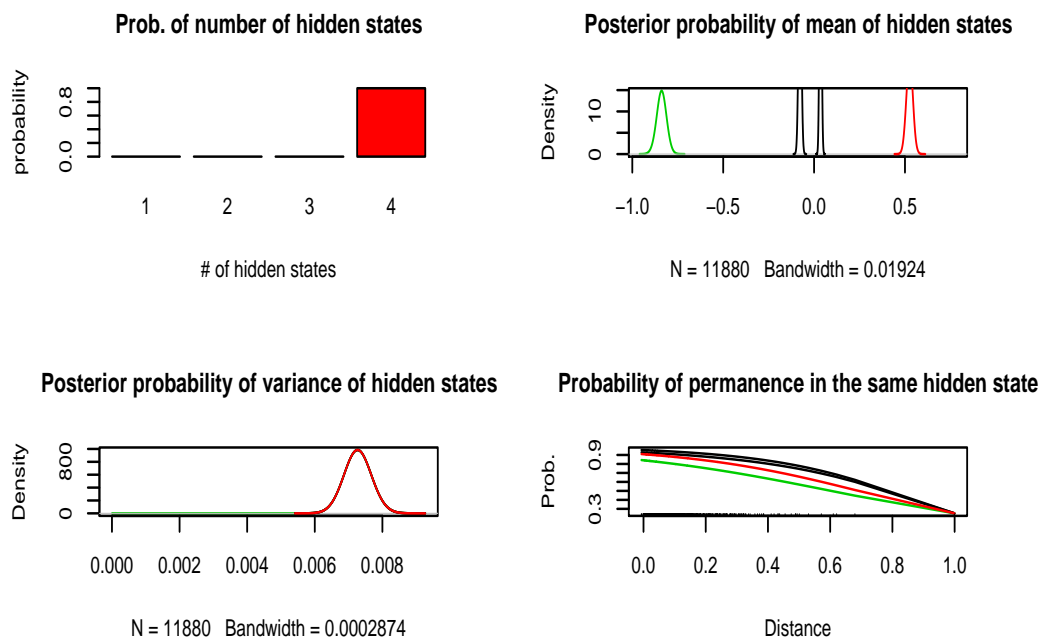 Prob. of number of hidden states
probability
0.0 0.8
1 2 3 4
# of hidden states
Posterior probability of mean of hidden states
Density
0 10
−1.0 −0.5 0.0 0.5
N = 11880 Bandwidth = 0.01924
Posterior probability of variance of hidden states
Density
0 800
0.000 0.002 0.004 0.006 0.008
N = 11880 Bandwidth = 0.0002874
Probability of permanence in the same hidden state
Prob.
0.3 0.9
0.0 0.2 0.4 0.6 0.8 1.0
Distance